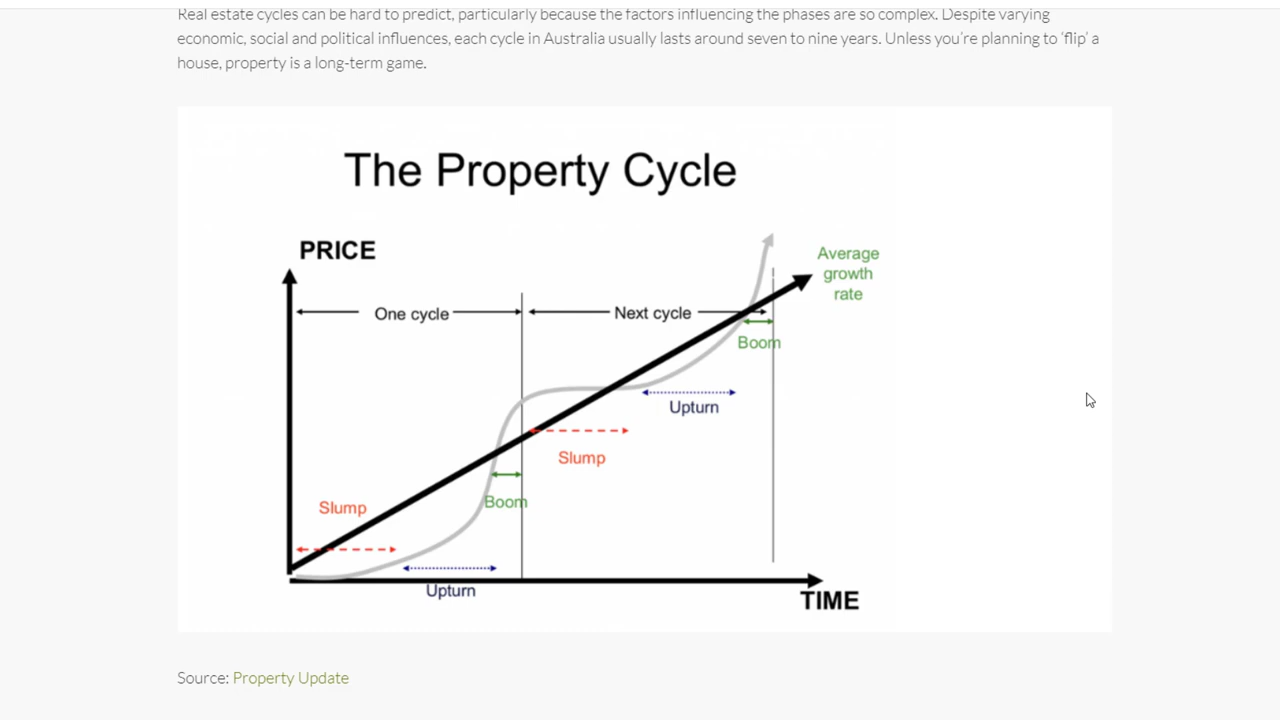 Real estate cycles can be hard to predict, particularly because the factors influencing the phases are so complex. Despite varying
economic, social and political influences, each cycle in Australia usually lasts around seven to nine years. Unless you’re planning to ‘flip’ a
house, property is a long-term game.
The Property Cycle
PRICE
Average
growth
rate
One cycle
Next cycle
Boom
Upturn
Slump
Boom
Slump
Upturn
TIME
Source: Property Update